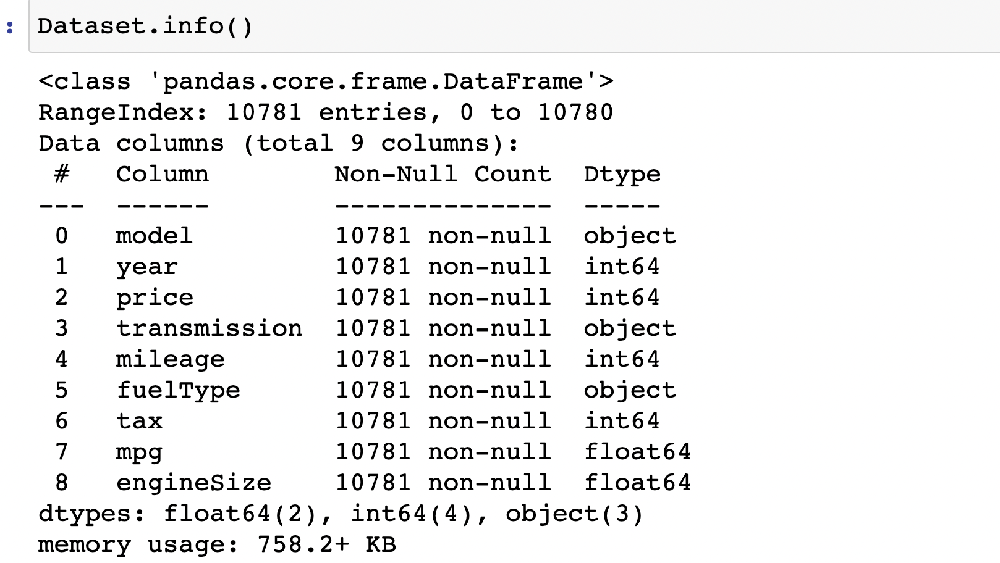 : Dataset.info()
<class 'pandas.core.frame.DataFrame'>
RangeIndex: 10781 entries, 0 to 10780
Data columns (total 9 columns):
 #   Column        Non-Null Count  Dtype
---  ------        --------------  -----
 0   model         10781 non-null  object
 1   year          10781 non-null  int64
 2   price         10781 non-null  int64
 3   transmission  10781 non-null  object
 4   mileage       10781 non-null  int64
 5   fuelType      10781 non-null  object
 6   tax           10781 non-null  int64
 7   mpg           10781 non-null  float64
 8   engineSize    10781 non-null  float64
dtypes: float64(2), int64(4), object(3)
memory usage: 758.2+ KB